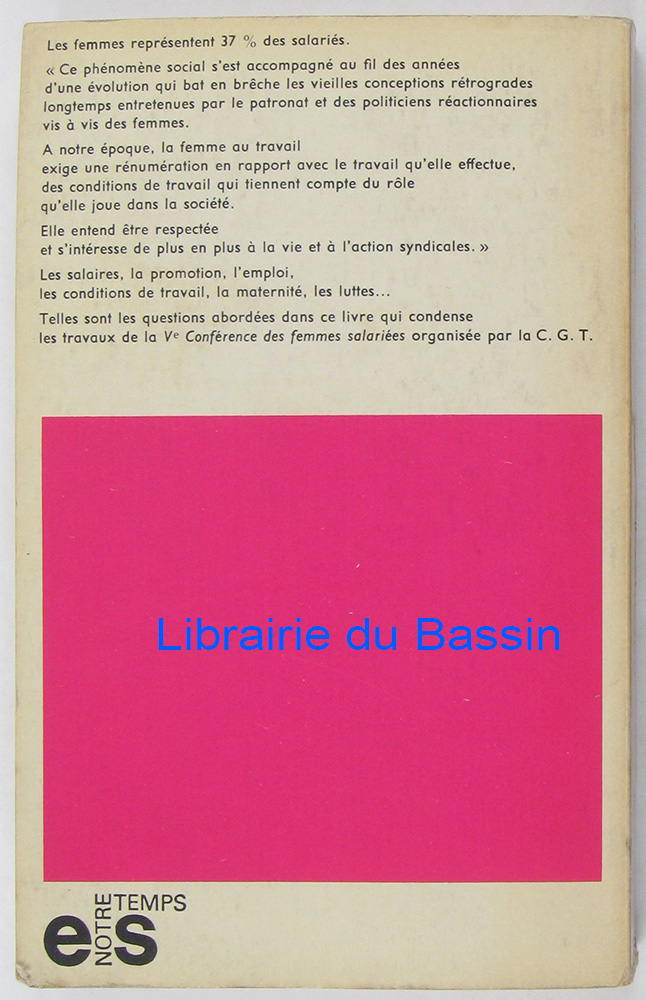 Les femmes représentent 37 % des salariés.
« Ce phénomène social s'est accompagné au fil des années
d'une évolution qui bat en brêche les vieilles conceptions rétrogrades
longtemps entretenues par le patronat et des politiciens réactionnaires
vis à vis des femmes.
A notre époque, la femme au travail
exige une rénumération en rapport avec le travail qu'elle effectue,
des conditions de travail qui tiennent compte du rôle
qu'elle joue dans la société.
Elle entend être respectée
et s'intéresse de plus en plus à la vie et à l'action syndicales. »
Les salaires, la promotion, l'emploi,
les conditions de travail, la maternité, les luttes...
Telles sont les questions abordées dans ce livre qui condense
les travaux de la Ve Conférence des femmes salariées organisée par la C. G. T.
Librairie du Bassin
es
NOTRE
TEMPS